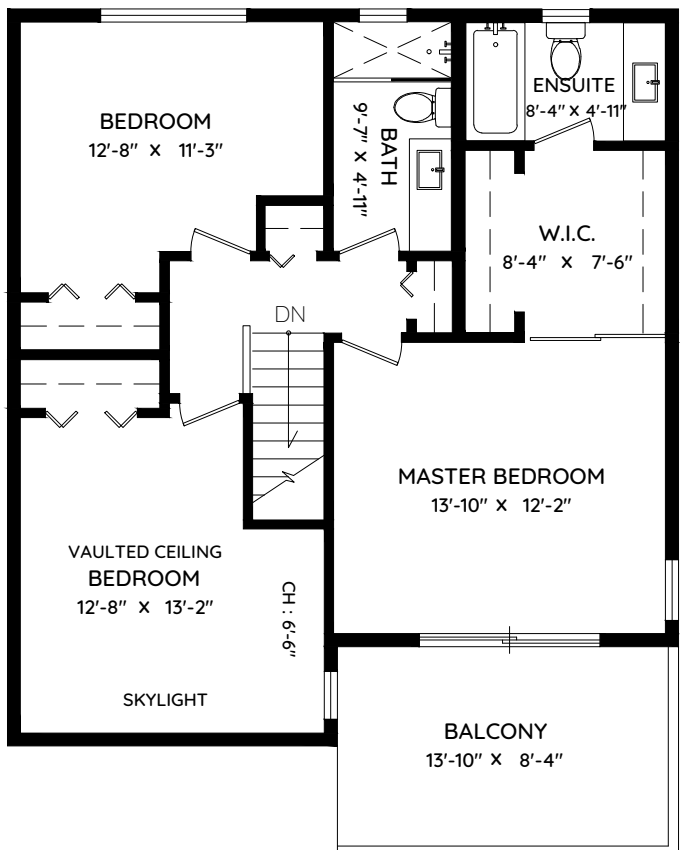 BEDROOM
12'-8" X 11'-3"
BATH
9'-7" X 4'-11"
ENSUITE
8'-4" X 4'-11"
W.I.C.
8'-4" X 7'-6"
DN
MASTER BEDROOM
13'-10" X 12'-2"
VAULTED CEILING
BEDROOM
12'-8" X 13'-2"
CH : 6'-6"
SKYLIGHT
BALCONY
13'-10" X 8'-4"